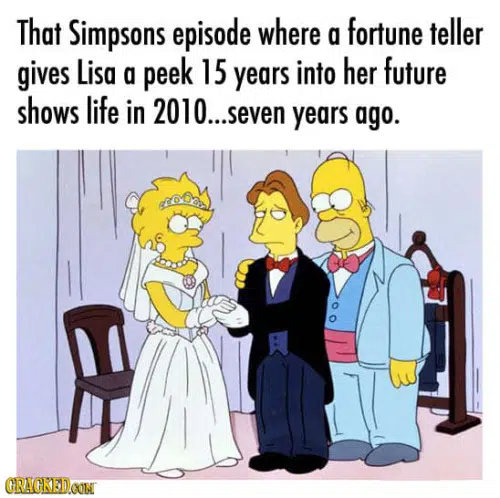 That Simpsons episode where a fortune teller
gives Lisa a peek 15 years into her future
shows life in 2010...seven years ago.
CRACKED.COM